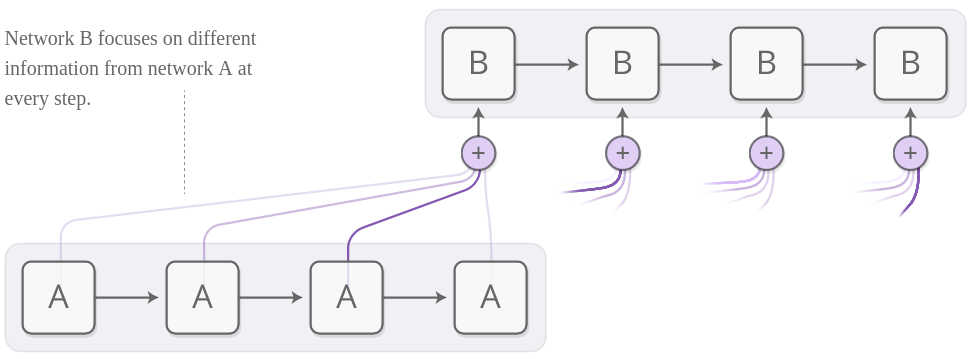 Network B focuses on different
information from network A at
every step.
B B B B
+ + + +
A A A A